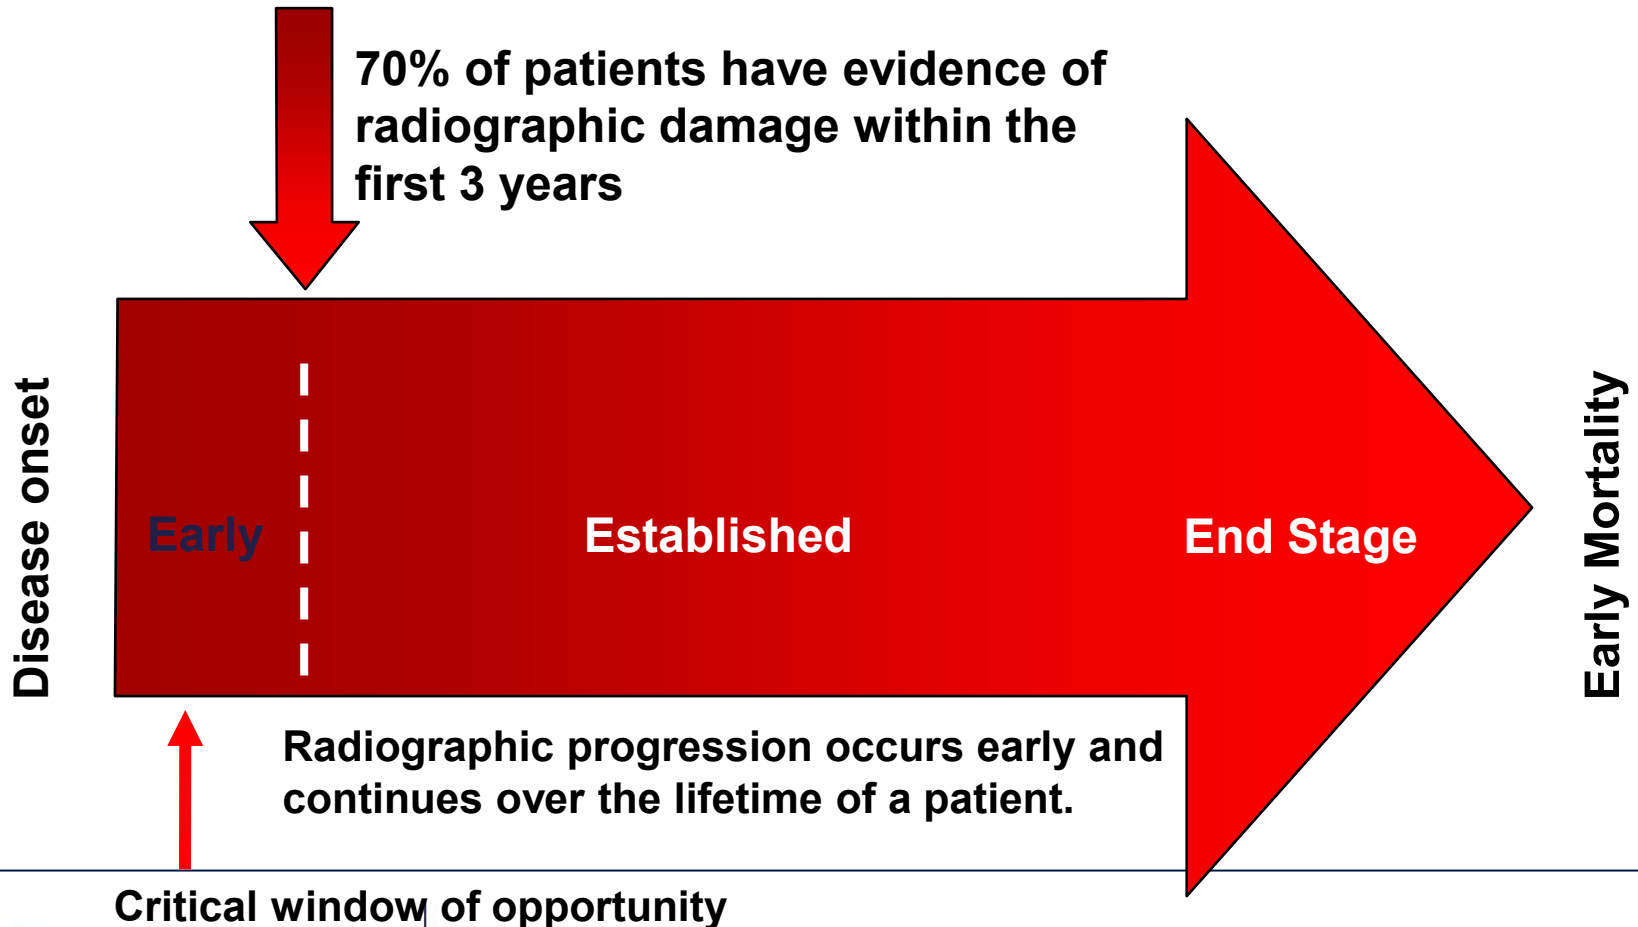 70% of patients have evidence of
radiographic damage within the
first 3 years
Disease onset
Early
Established
End Stage
Early Mortality
Radiographic progression occurs early and
continues over the lifetime of a patient.
Critical window of opportunity